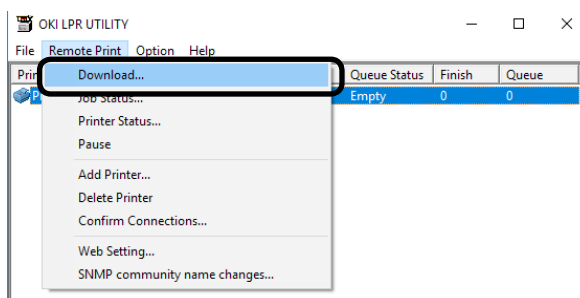 OKI LPR UTILITY
File Remote Print Option Help
Prin Queue Status Finish Queue
Download...
P Empty 0 0
Job Status...
Printer Status...
Pause
Add Printer...
Delete Printer
Confirm Connections...
Web Setting...
SNMP community name changes...